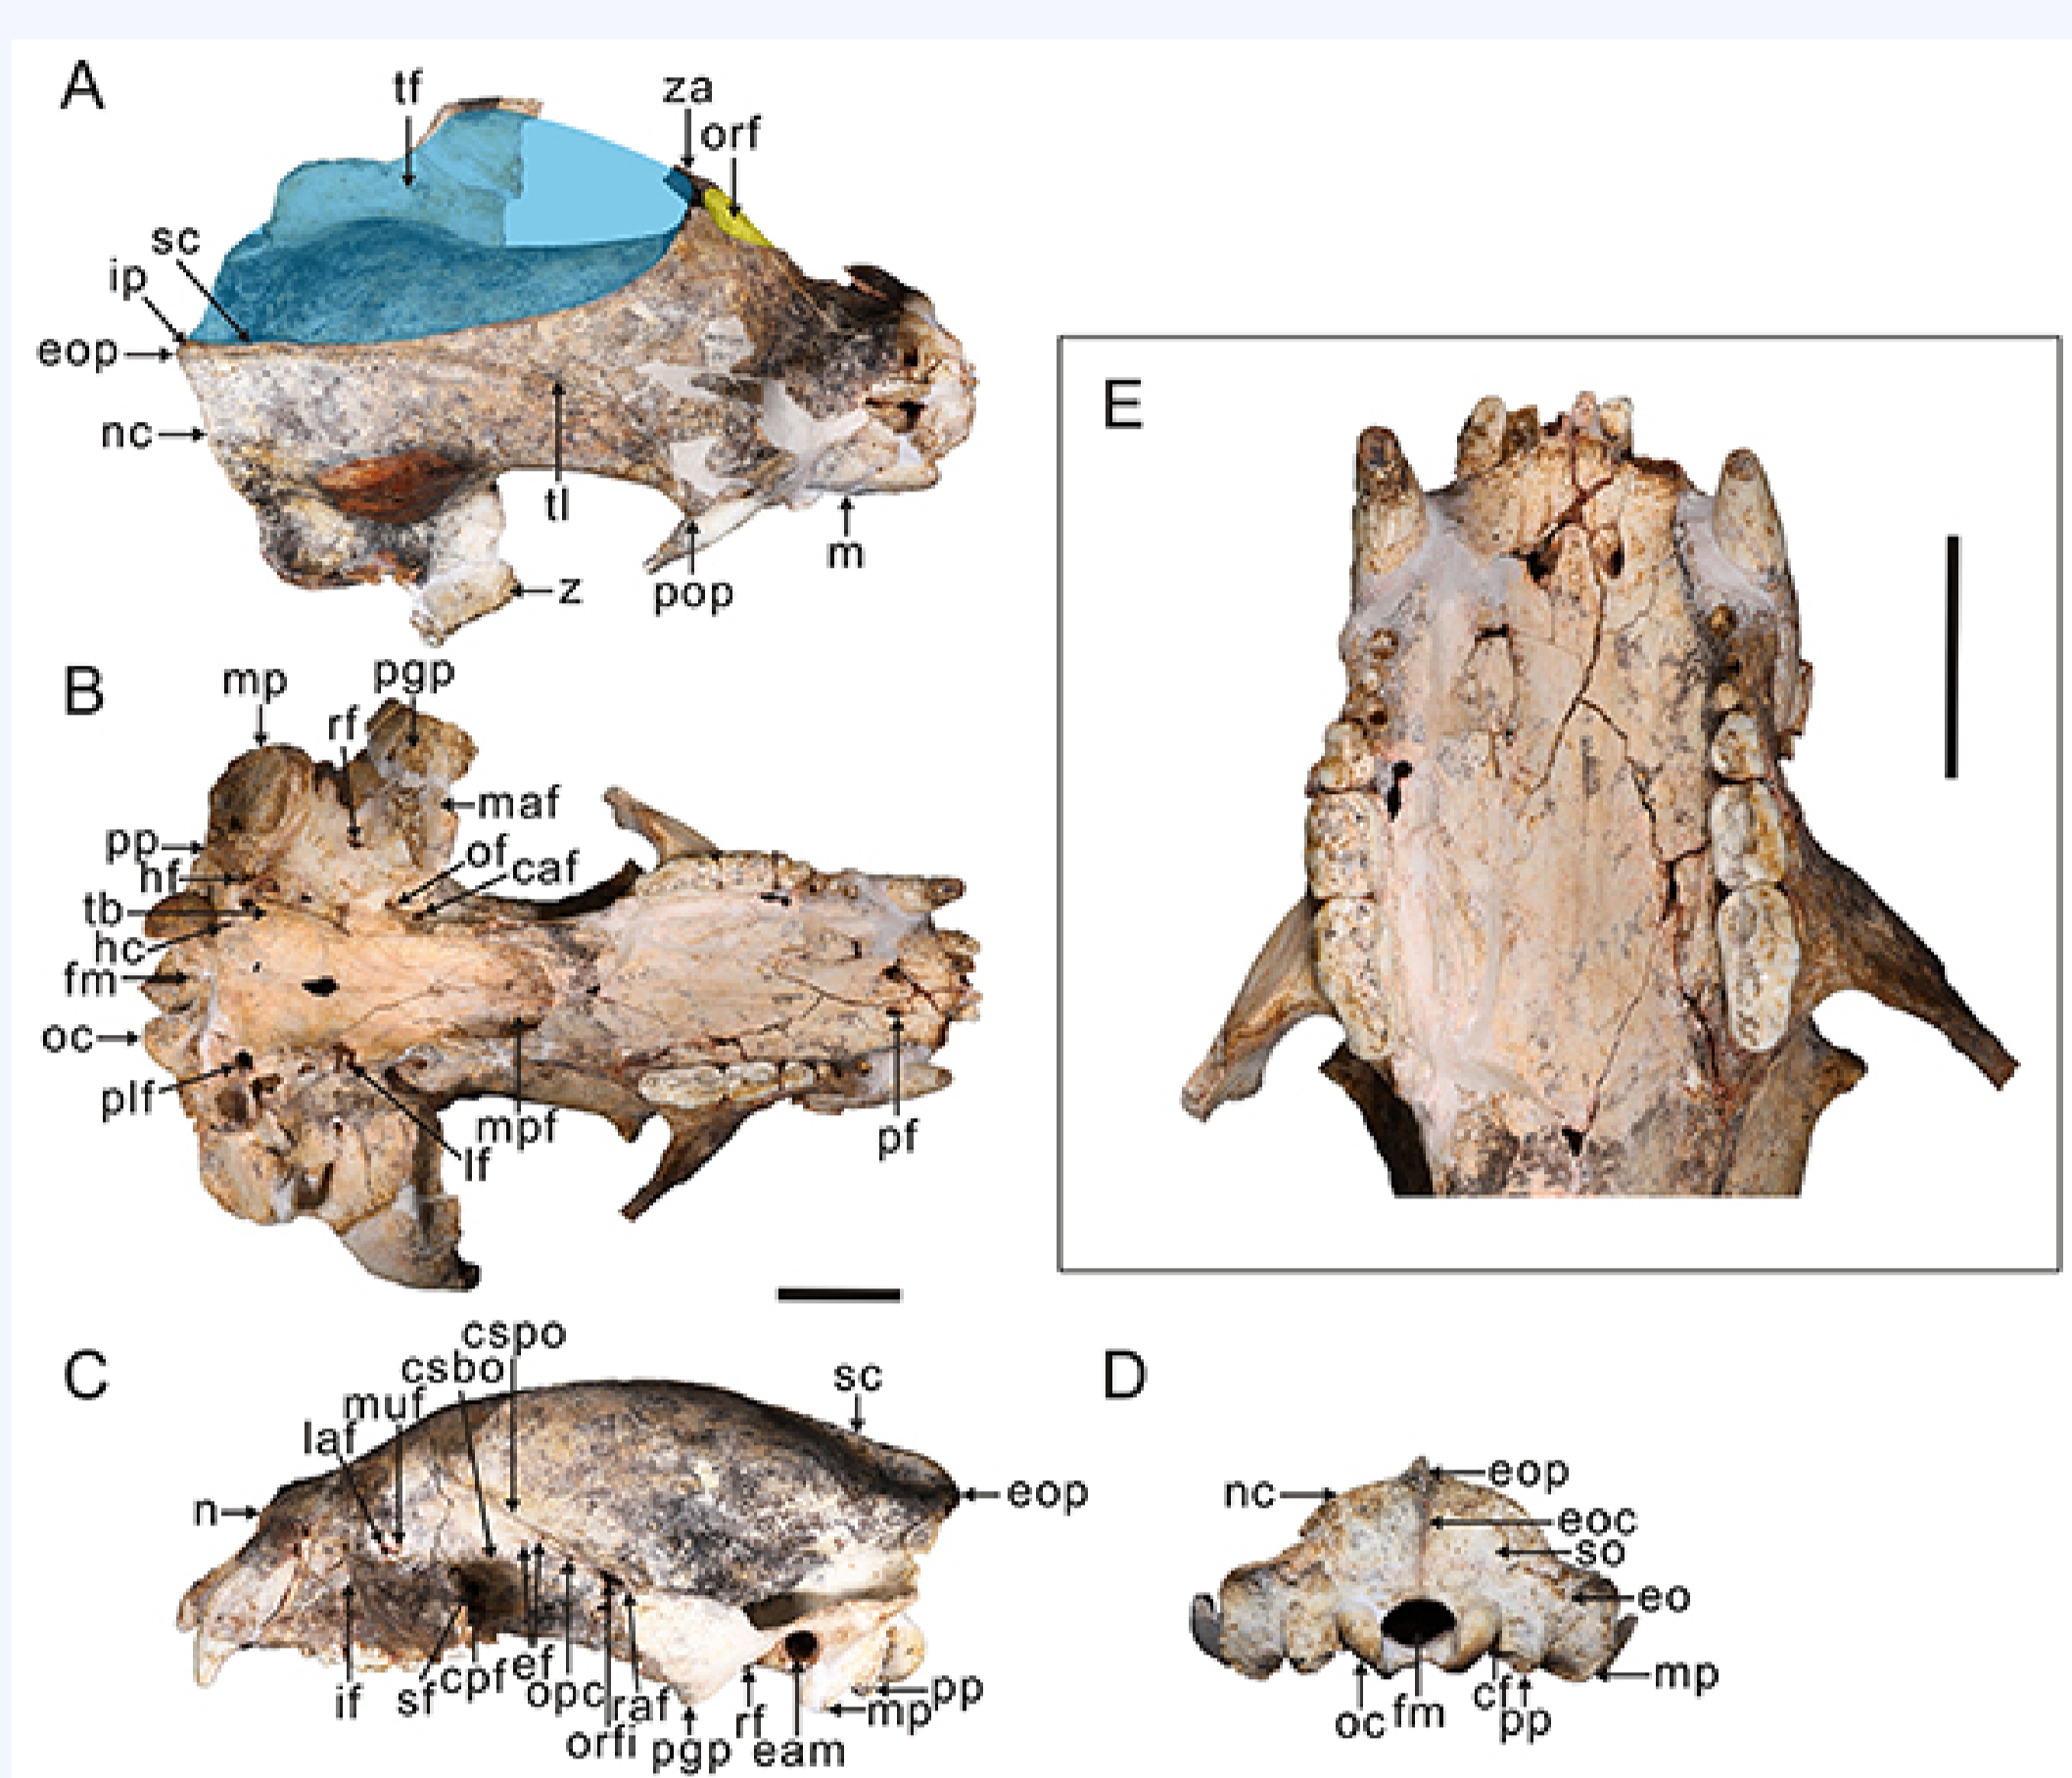 A
tf
za
orf
sc
ip
eop
nc
tl
m
z
pop
B
mp
pgp
rf
maf
pp
of
caf
hf
tb
hc
fm
oc
plf
mpf
lf
pf
E
C
cspo
csbo
muf
laf
sc
n
eop
if
sf
cpf
ef
opc
orfi
raf
pgp
rf
eam
mp
pp
D
nc
eop
eoc
so
eo
mp
oc
fm
cf
pp